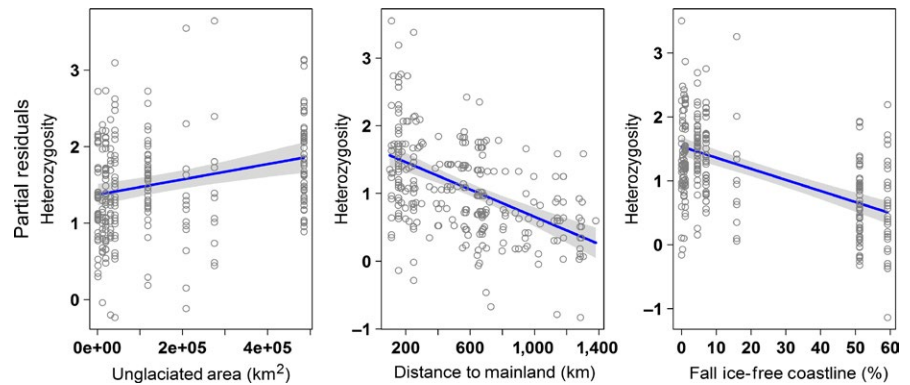 Partial residuals
Heterozygosity
3
2
1
0
0e+00
2e+05
4e+05
Unglaciated area (km²)
Heterozygosity
3
2
1
0
−1
200
600
1,000
1,400
Distance to mainland (km)
Heterozygosity
3
2
1
0
−1
0
10
20
30
40
50
60
Fall ice-free coastline (%)